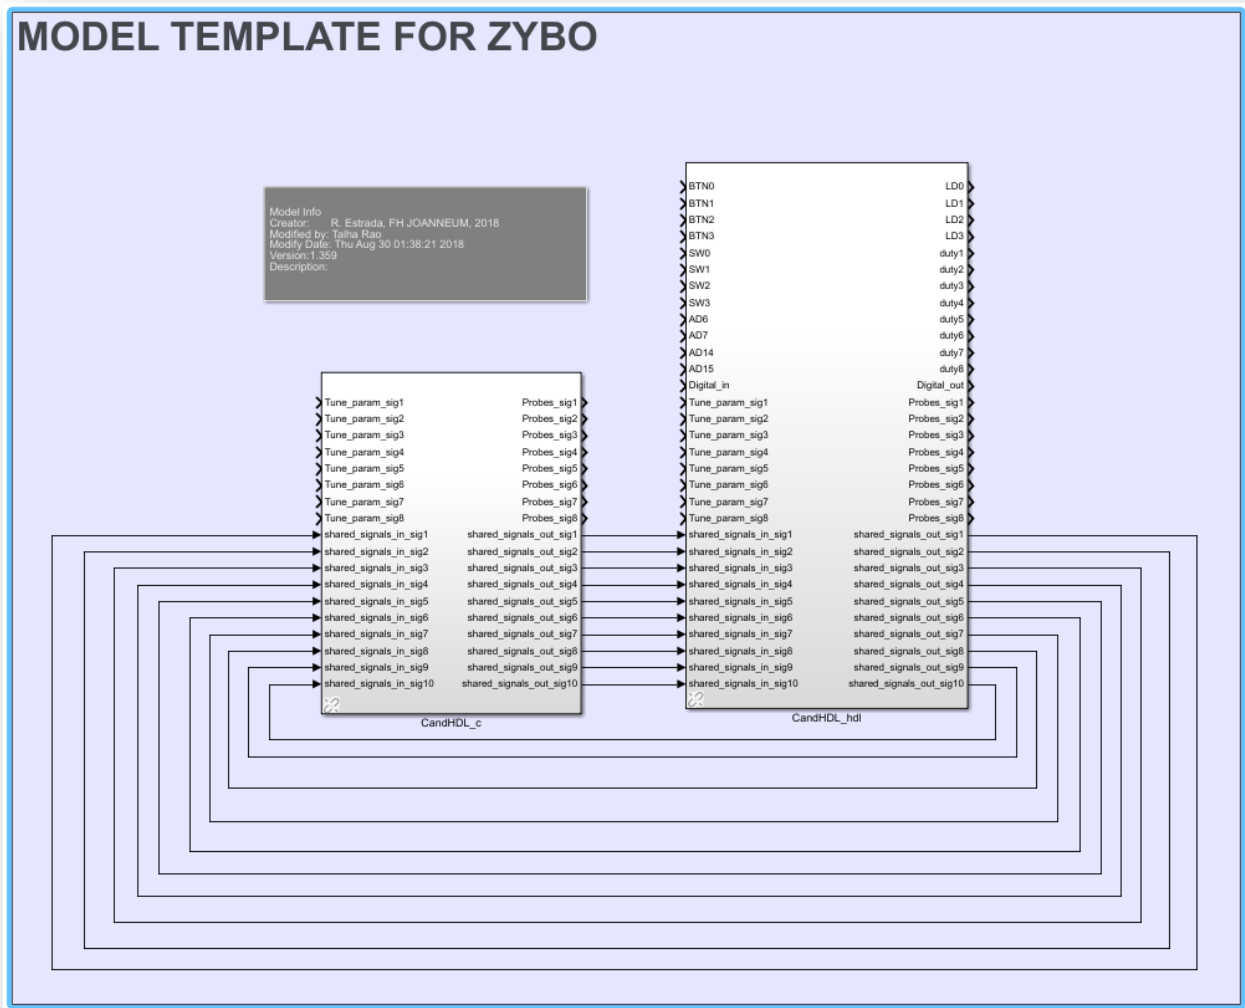 MODEL TEMPLATE FOR ZYBO
Model Info
Creator: R. Estrada, FH JOANNEUM, 2018
Modified by: Talha Rao
Modify Date: Thu Aug 30 01:38:21 2018
Version:1.359
Description:
Tune_param_sig1 Probes_sig1
Tune_param_sig2 Probes_sig2
Tune_param_sig3 Probes_sig3
Tune_param_sig4 Probes_sig4
Tune_param_sig5 Probes_sig5
Tune_param_sig6 Probes_sig6
Tune_param_sig7 Probes_sig7
Tune_param_sig8 Probes_sig8
shared_signals_in_sig1 shared_signals_out_sig1
shared_signals_in_sig2 shared_signals_out_sig2
shared_signals_in_sig3 shared_signals_out_sig3
shared_signals_in_sig4 shared_signals_out_sig4
shared_signals_in_sig5 shared_signals_out_sig5
shared_signals_in_sig6 shared_signals_out_sig6
shared_signals_in_sig7 shared_signals_out_sig7
shared_signals_in_sig8 shared_signals_out_sig8
shared_signals_in_sig9 shared_signals_out_sig9
shared_signals_in_sig10 shared_signals_out_sig10
CandHDL_c
BTN0 LD0
BTN1 LD1
BTN2 LD2
BTN3 LD3
SW0 duty1
SW1 duty2
SW2 duty3
SW3 duty4
AD6 duty5
AD7 duty6
AD14 duty7
AD15 duty8
Digital_in Digital_out
Tune_param_sig1 Probes_sig1
Tune_param_sig2 Probes_sig2
Tune_param_sig3 Probes_sig3
Tune_param_sig4 Probes_sig4
Tune_param_sig5 Probes_sig5
Tune_param_sig6 Probes_sig6
Tune_param_sig7 Probes_sig7
Tune_param_sig8 Probes_sig8
shared_signals_in_sig1 shared_signals_out_sig1
shared_signals_in_sig2 shared_signals_out_sig2
shared_signals_in_sig3 shared_signals_out_sig3
shared_signals_in_sig4 shared_signals_out_sig4
shared_signals_in_sig5 shared_signals_out_sig5
shared_signals_in_sig6 shared_signals_out_sig6
shared_signals_in_sig7 shared_signals_out_sig7
shared_signals_in_sig8 shared_signals_out_sig8
shared_signals_in_sig9 shared_signals_out_sig9
shared_signals_in_sig10 shared_signals_out_sig10
CandHDL_hdl